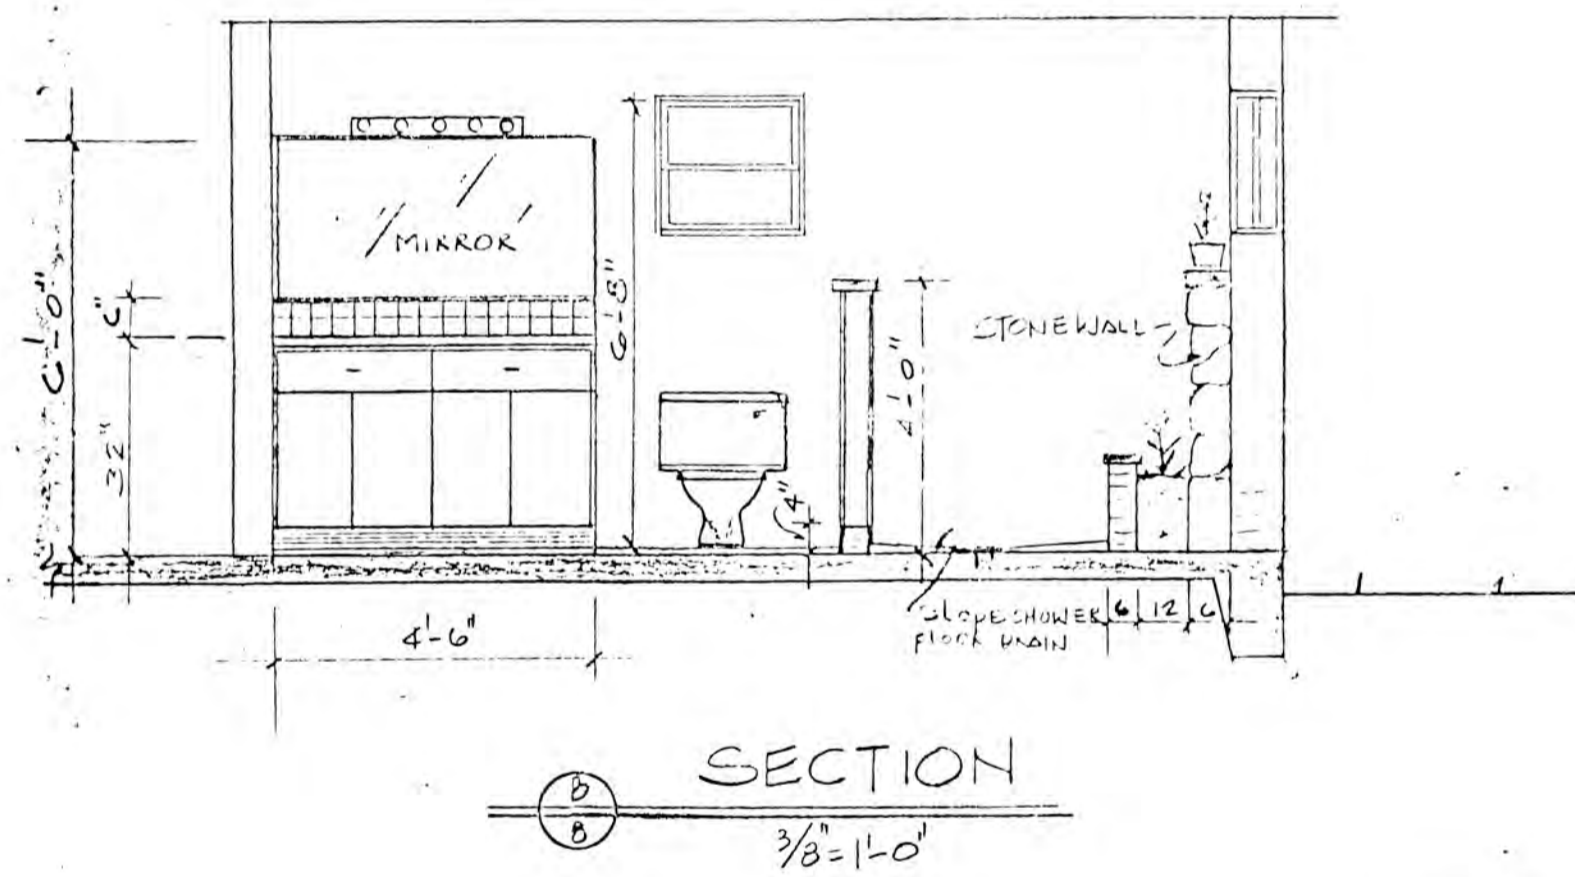 MIRROR
6'-0"
6"
32"
6'-8"
4'-0"
4"
STONEWALL
SLOPE SHOWER
FLOOR DRAIN
6 12 6
4'-6"
SECTION
B
8
3/8"=1'-0"